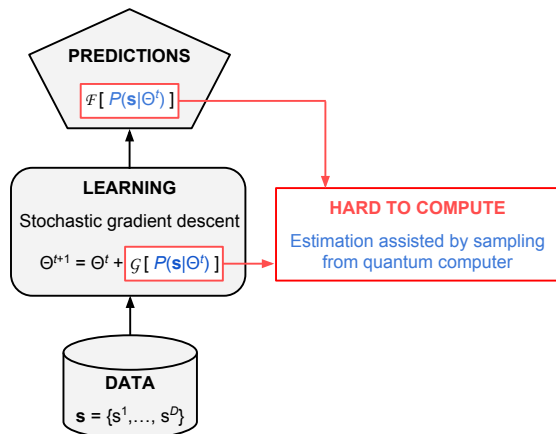 PREDICTIONS
ℱ[ P(s|Θᵗ) ]
LEARNING
Stochastic gradient descent
Θᵗ⁺¹ = Θᵗ + 𝒢[ P(s|Θᵗ) ]
HARD TO COMPUTE
Estimation assisted by sampling
from quantum computer
DATA
s = {s¹,…, sᴰ}